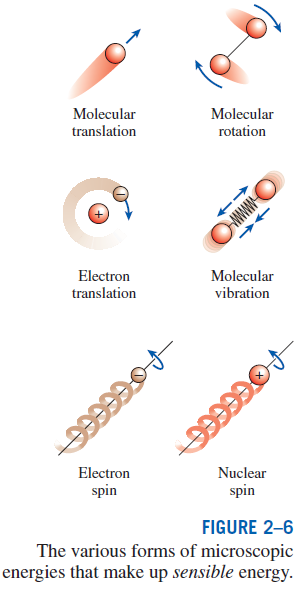 Molecular
translation
Molecular
rotation
−
+
Electron
translation
Molecular
vibration
−
+
Electron
spin
Nuclear
spin
FIGURE 2–6
The various forms of microscopic
energies that make up sensible energy.